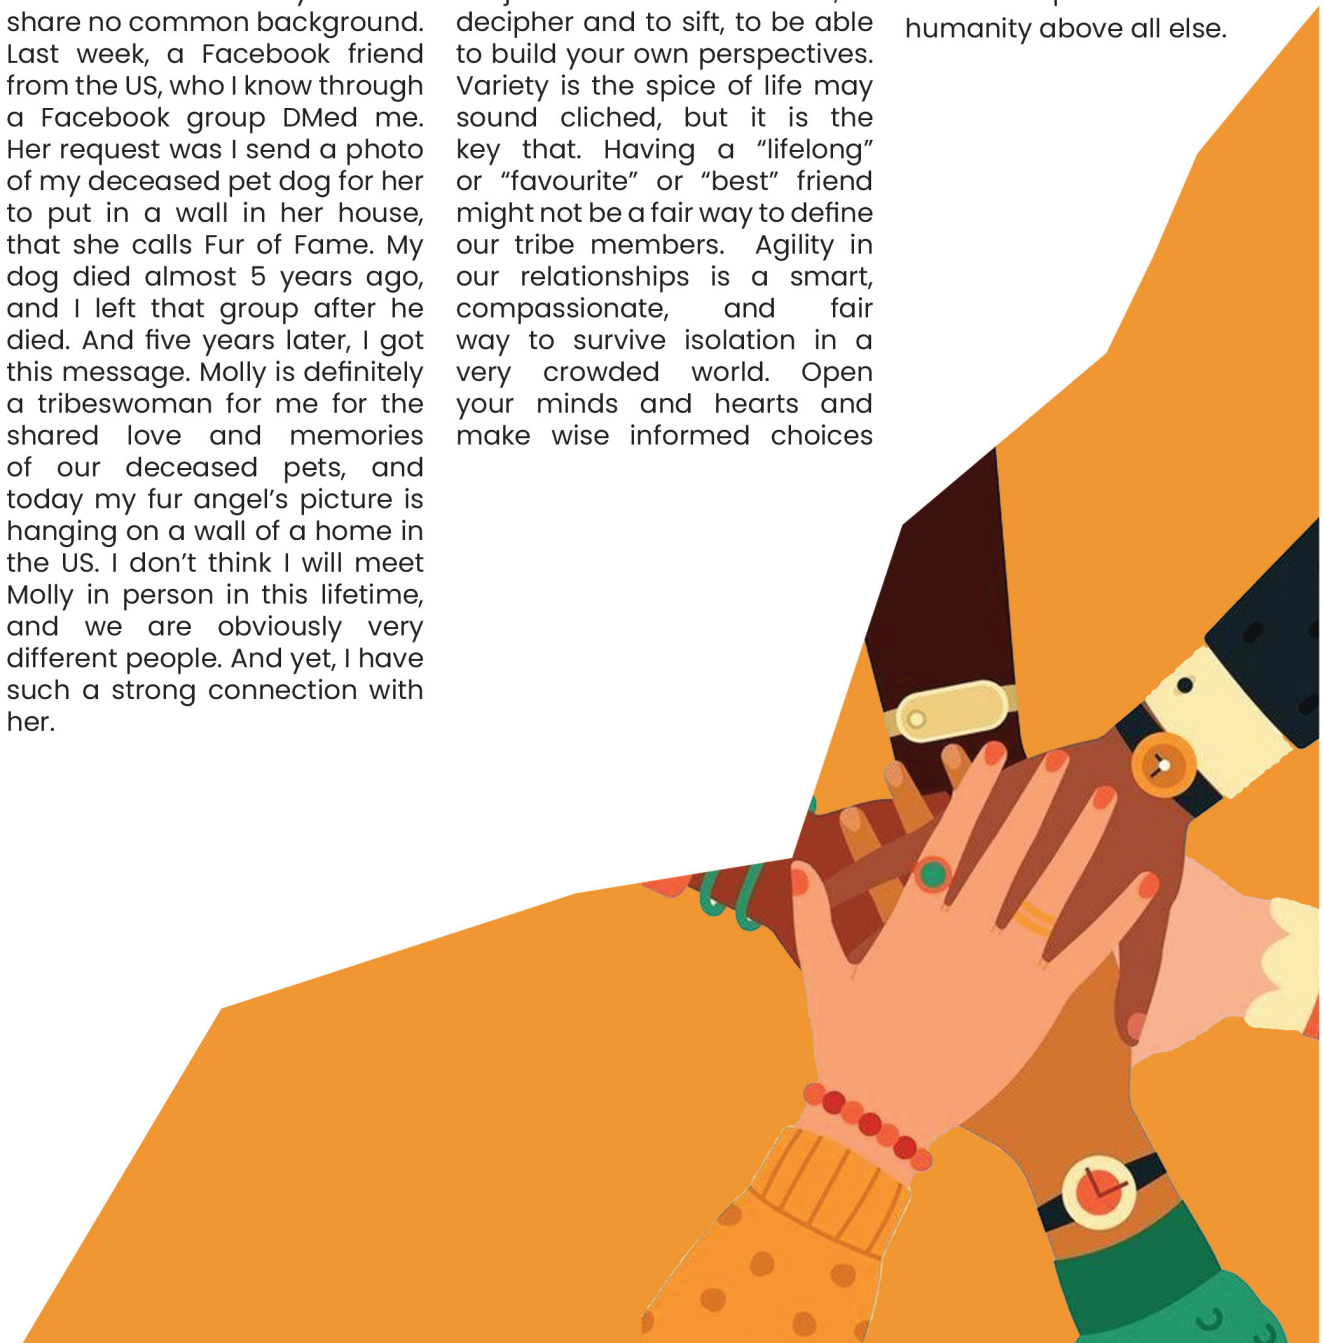 share no common background.
Last week, a Facebook friend
from the US, who I know through
a Facebook group DMed me.
Her request was I send a photo
of my deceased pet dog for her
to put in a wall in her house,
that she calls Fur of Fame. My
dog died almost 5 years ago,
and I left that group after he
died. And five years later, I got
this message. Molly is definitely
a tribeswoman for me for the
shared love and memories
of our deceased pets, and
today my fur angel’s picture is
hanging on a wall of a home in
the US. I don’t think I will meet
Molly in person in this lifetime,
and we are obviously very
different people. And yet, I have
such a strong connection with
her.
decipher and to sift, to be able
to build your own perspectives.
Variety is the spice of life may
sound cliched, but it is the
key that. Having a “lifelong”
or “favourite” or “best” friend
might not be a fair way to define
our tribe members. Agility in
our relationships is a smart,
compassionate, and fair
way to survive isolation in a
very crowded world. Open
your minds and hearts and
make wise informed choices
humanity above all else.